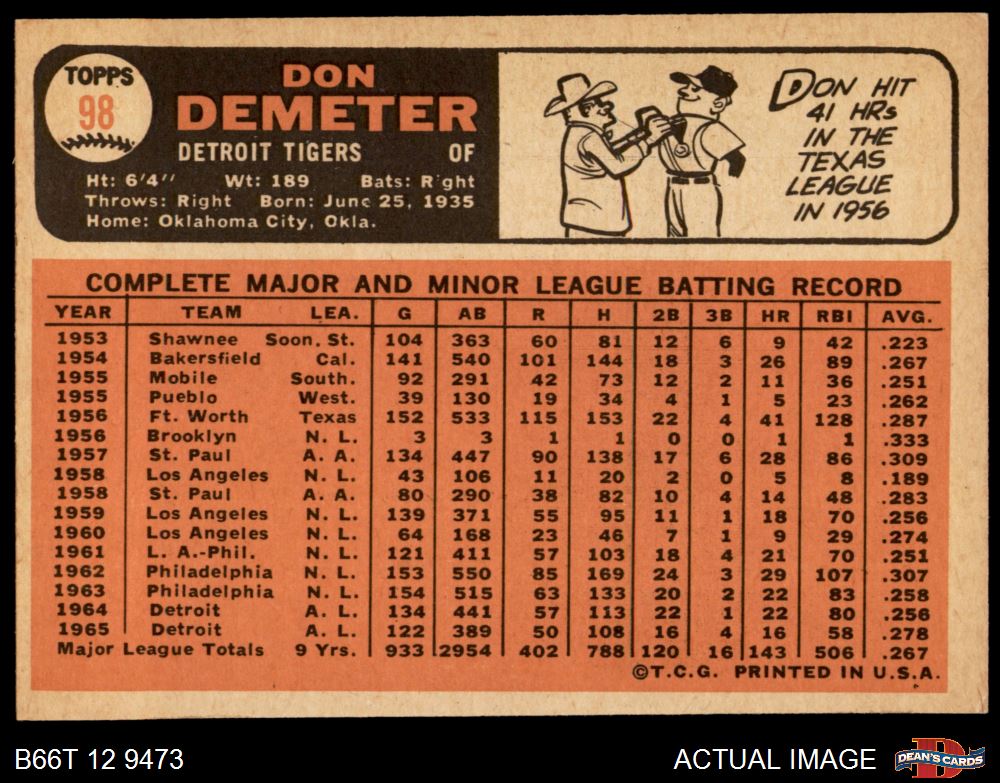 TOPPS
98
DON
DEMETER
DETROIT TIGERS OF
Ht: 6'4" Wt: 189 Bats: R ght
Throws: Right Born: June 25, 1935
Home: Oklahoma City, Okla.
DON HIT
41 HRs
IN THE
TEXAS
LEAGUE
IN 1956
COMPLETE MAJOR AND MINOR LEAGUE BATTING RECORD
YEAR TEAM LEA. G AB R H 2B 3B HR RBI AVG.
1953 Shawnee Soon. St. 104 363 60 81 12 6 9 42 .223
1954 Bakersfield Cal. 141 540 101 144 18 3 26 89 .267
1955 Mobile South. 92 291 42 73 12 2 11 36 .251
1955 Pueblo West. 39 130 19 34 4 1 5 23 .262
1956 Ft. Worth Texas 152 533 115 153 22 4 41 128 .287
1956 Brooklyn N. L. 3 3 1 1 0 0 1 1 .333
1957 St. Paul A. A. 134 447 90 138 17 6 28 86 .309
1958 Los Angeles N. L. 43 106 11 20 2 0 5 8 .189
1958 St. Paul A. A. 80 290 38 82 10 4 14 48 .283
1959 Los Angeles N. L. 139 371 55 95 11 1 18 70 .256
1960 Los Angeles N. L. 64 168 23 46 7 1 9 29 .274
1961 L. A.-Phil. N. L. 121 411 57 103 18 4 21 70 .251
1962 Philadelphia N. L. 153 550 85 169 24 3 29 107 .307
1963 Philadelphia N. L. 154 515 63 133 20 2 22 83 .258
1964 Detroit A. L. 134 441 57 113 22 1 22 80 .256
1965 Detroit A. L. 122 389 50 108 16 4 16 58 .278
Major League Totals 9 Yrs. 933 2954 402 788 120 16 143 506 .267
©T.C.G. PRINTED IN U.S.A.
B66T 12 9473 ACTUAL IMAGE
D
DEAN'S CARDS